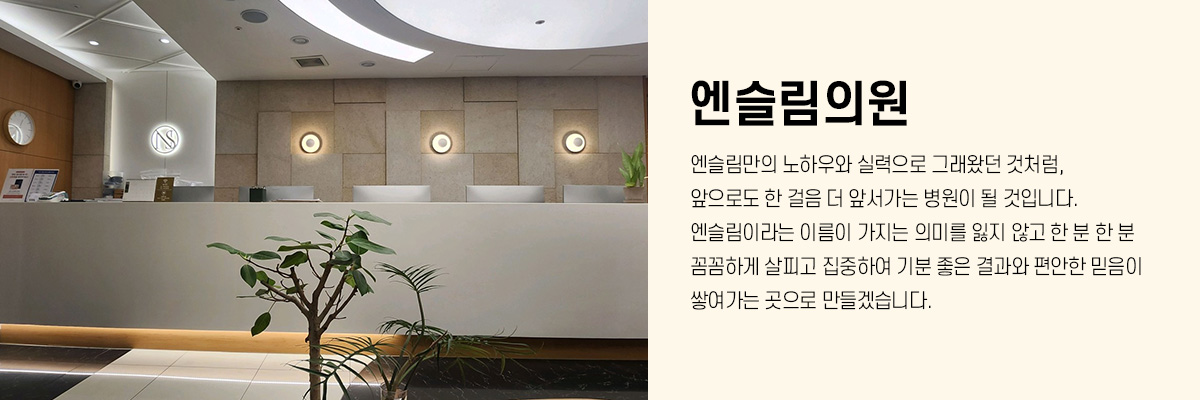 NS
엔슬림의원
엔슬림만의 노하우와 실력으로 그래왔던 것처럼,
앞으로도 한 걸음 더 앞서가는 병원이 될 것입니다.
엔슬림이라는 이름이 가지는 의미를 잃지 않고 한 분 한 분
꼼꼼하게 살피고 집중하여 기분 좋은 결과와 편안한 믿음이
쌓여가는 곳으로 만들겠습니다.